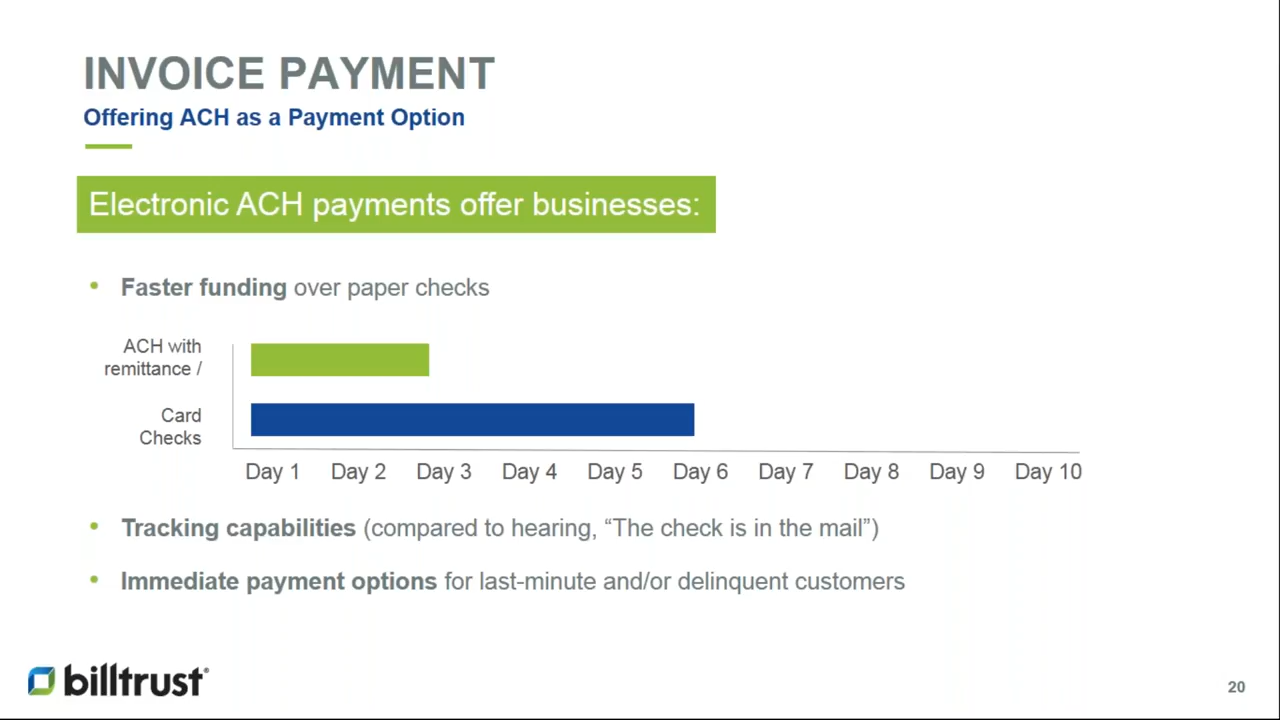 INVOICE PAYMENT
Offering ACH as a Payment Option
Electronic ACH payments offer businesses:
• Faster funding over paper checks
ACH with
remittance /
Card
Checks
Day 1 Day 2 Day 3 Day 4 Day 5 Day 6 Day 7 Day 8 Day 9 Day 10
• Tracking capabilities (compared to hearing, “The check is in the mail”)
• Immediate payment options for last-minute and/or delinquent customers
billtrust®
20